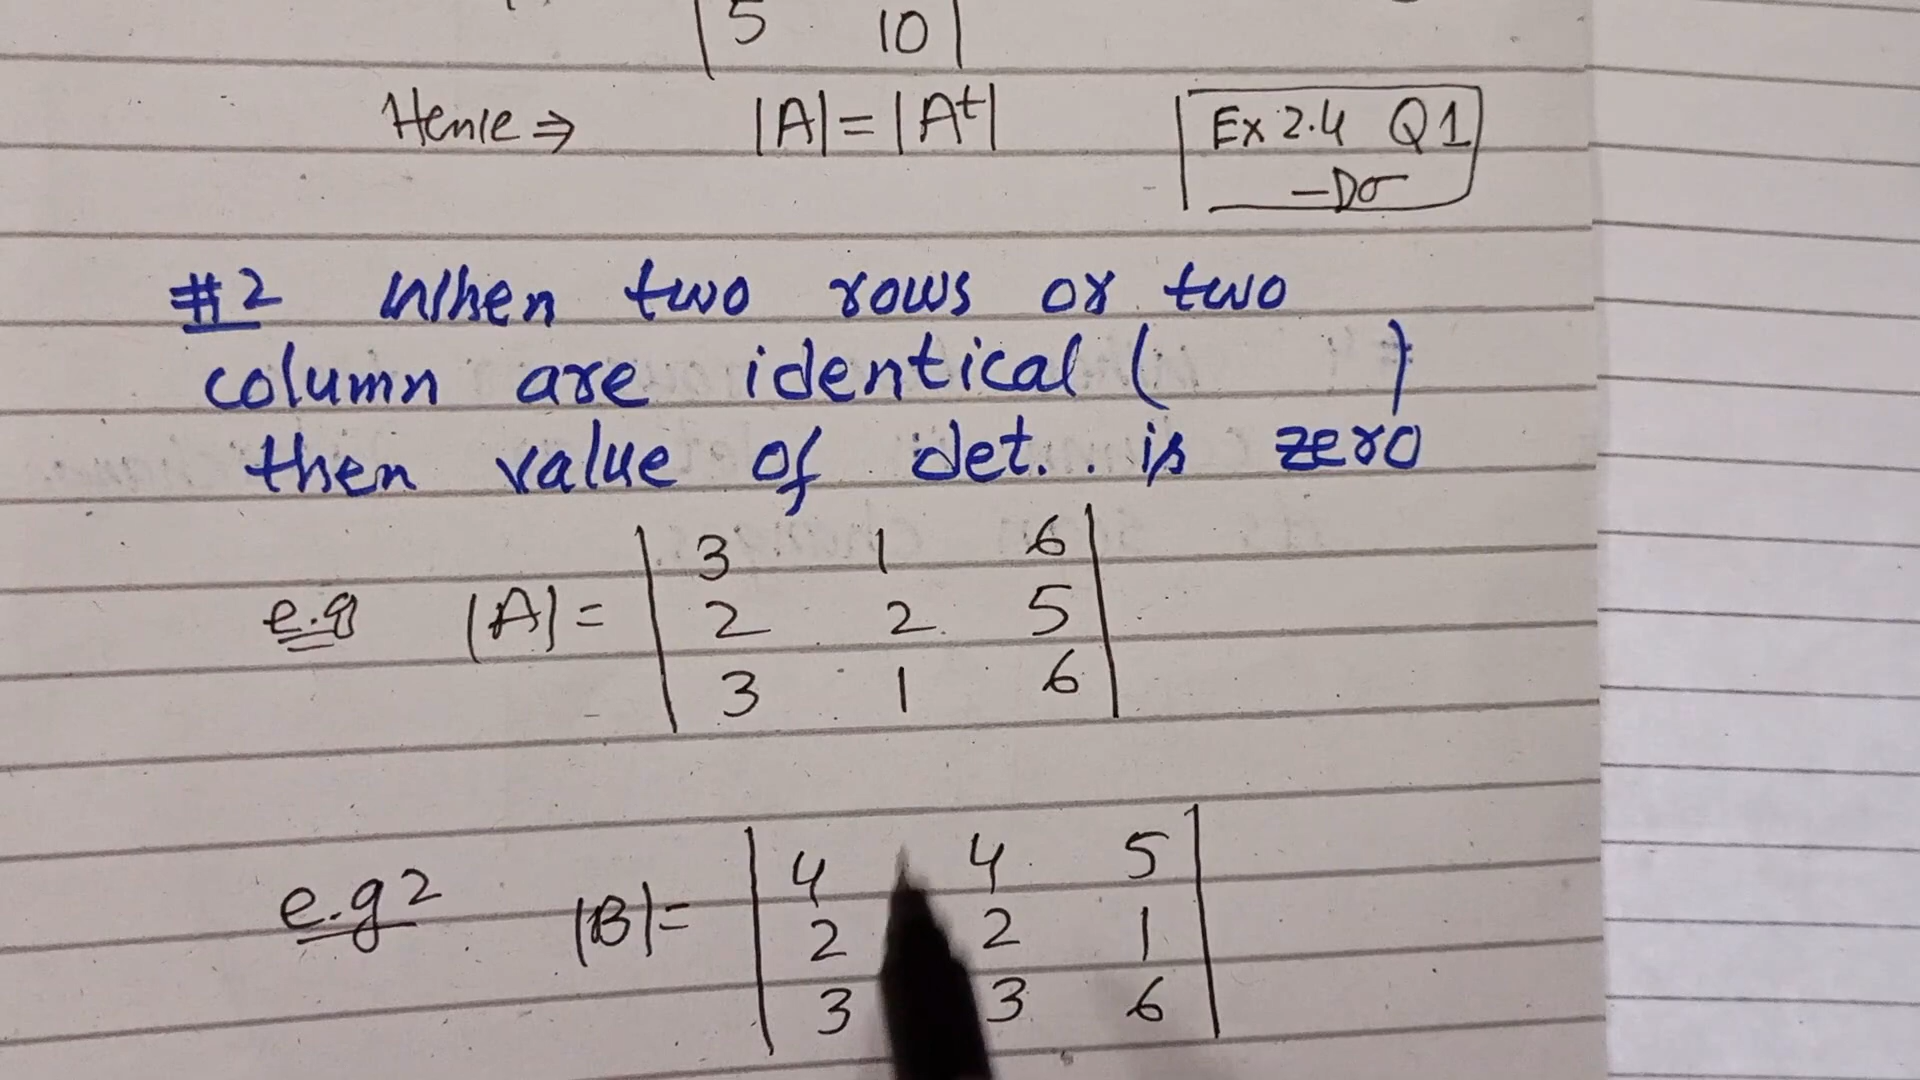 |5 10|
Henle ⇒ |A| = |Aᵗ|
Ex 2.4 Q1
- Do
#2 When two rows or two
column are identical ( )
then value of det.. is zero
e.g |A| = |3 1 6|
|2 2 5|
|3 1 6|
e.g 2 |B| = |4 4 5|
|2 2 1|
|3 3 6|